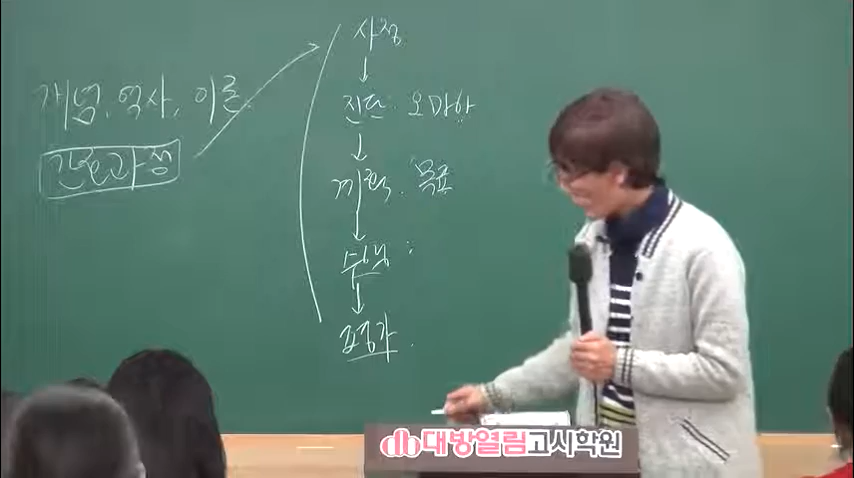 개념, 역사, 이론
간호과정
사정
진단. 오마하
기획. 목표
수행:
평가.
대방열림고시학원